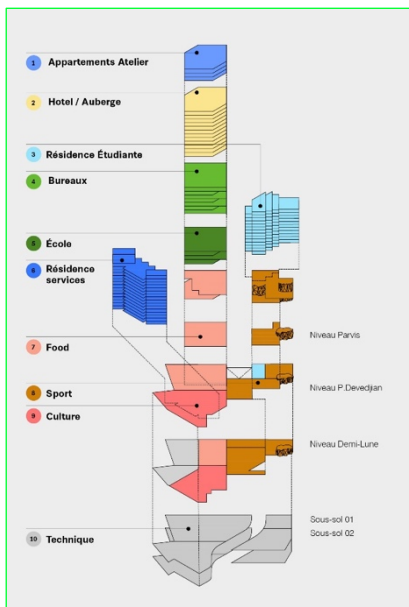 1 Appartements Atelier
2 Hotel / Auberge
3 Résidence Étudiante
4 Bureaux
5 École
6 Résidence
services
7 Food
Niveau Parvis
8 Sport
Niveau P.Devedjian
9 Culture
Niveau Demi-Lune
10 Technique
Sous-sol 01
Sous-sol 02